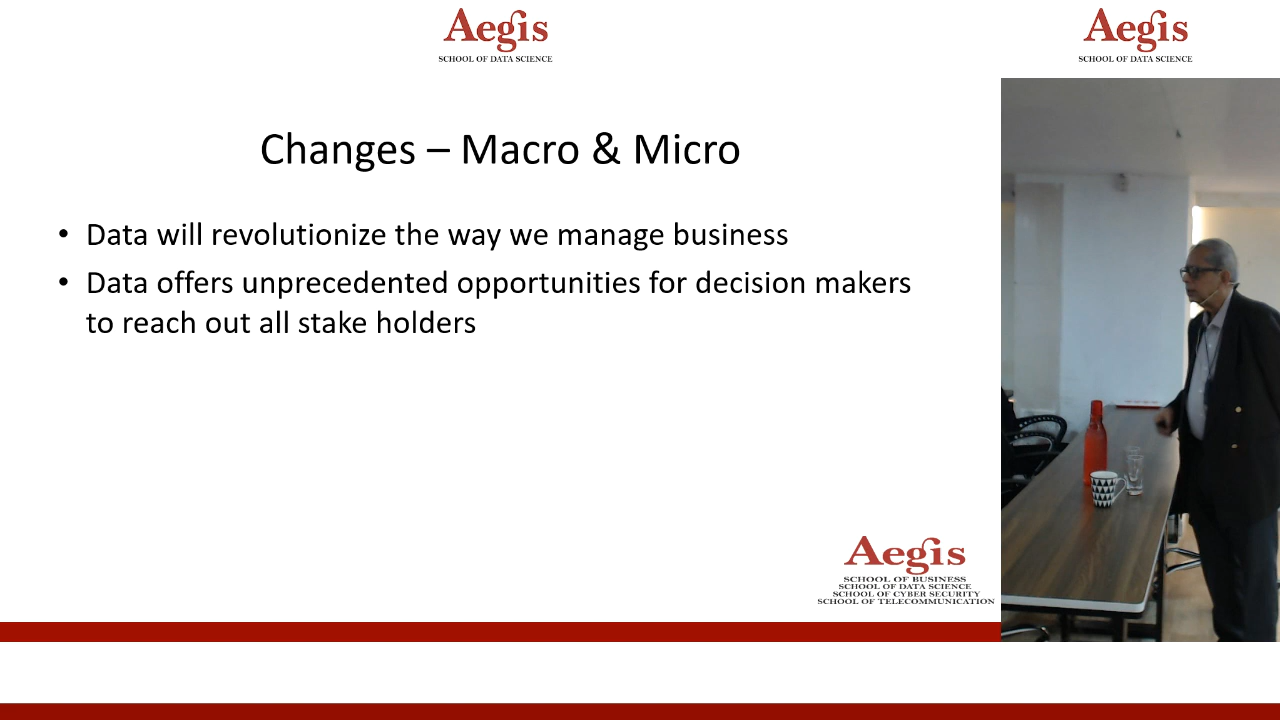 Aegis
SCHOOL OF DATA SCIENCE
Aegis
SCHOOL OF DATA SCIENCE
Changes – Macro & Micro
• Data will revolutionize the way we manage business
• Data offers unprecedented opportunities for decision makers
to reach out all stake holders
Aegis
SCHOOL OF BUSINESS
SCHOOL OF DATA SCIENCE
SCHOOL OF CYBER SECURITY
SCHOOL OF TELECOMMUNICATION